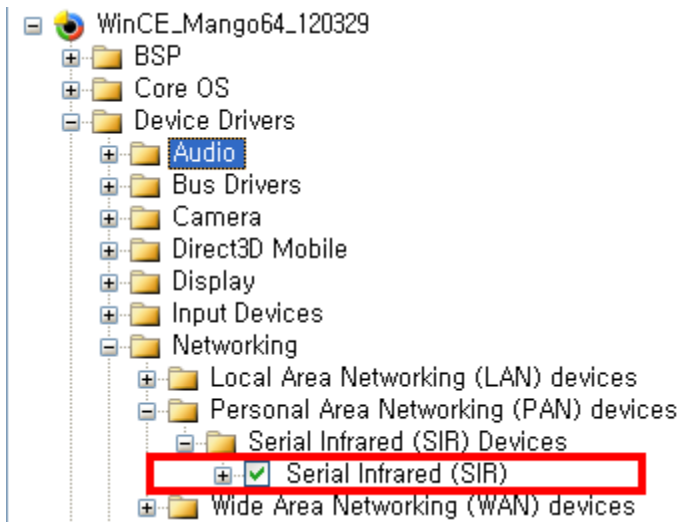 WinCE_Mango64_120329
BSP
Core OS
Device Drivers
Audio
Bus Drivers
Camera
Direct3D Mobile
Display
Input Devices
Networking
Local Area Networking (LAN) devices
Personal Area Networking (PAN) devices
Serial Infrared (SIR) Devices
Serial Infrared (SIR)
Wide Area Networking (WAN) devices